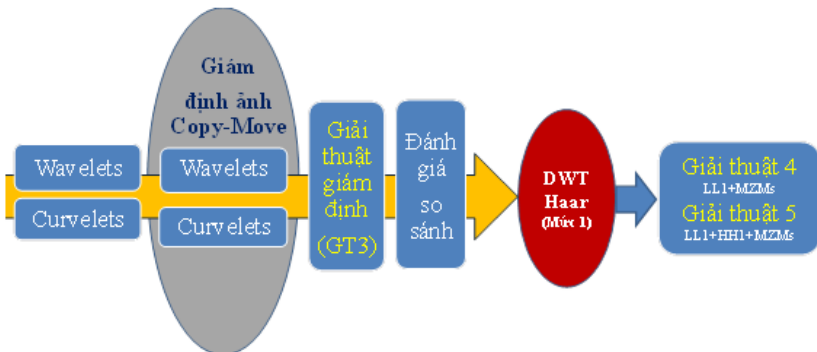 Wavelets
Curvelets
Giám
định ảnh
Copy-Move
Wavelets
Curvelets
Giải
thuật
giám
định
(GT3)
Đánh
giá
so
sánh
DWT
Haar
(Mức 1)
Giải thuật 4
LL1+MZMs
Giải thuật 5
LL1+HH1+MZMs